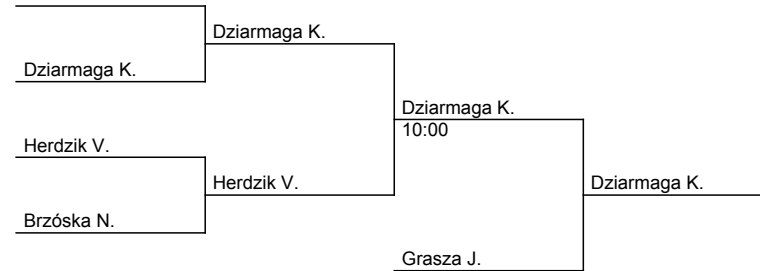 Dziarmaga K.
Dziarmaga K.
Dziarmaga K.
10:00
Herdzik V.
Herdzik V.
Dziarmaga K.
Brzóska N.
Grasza J.